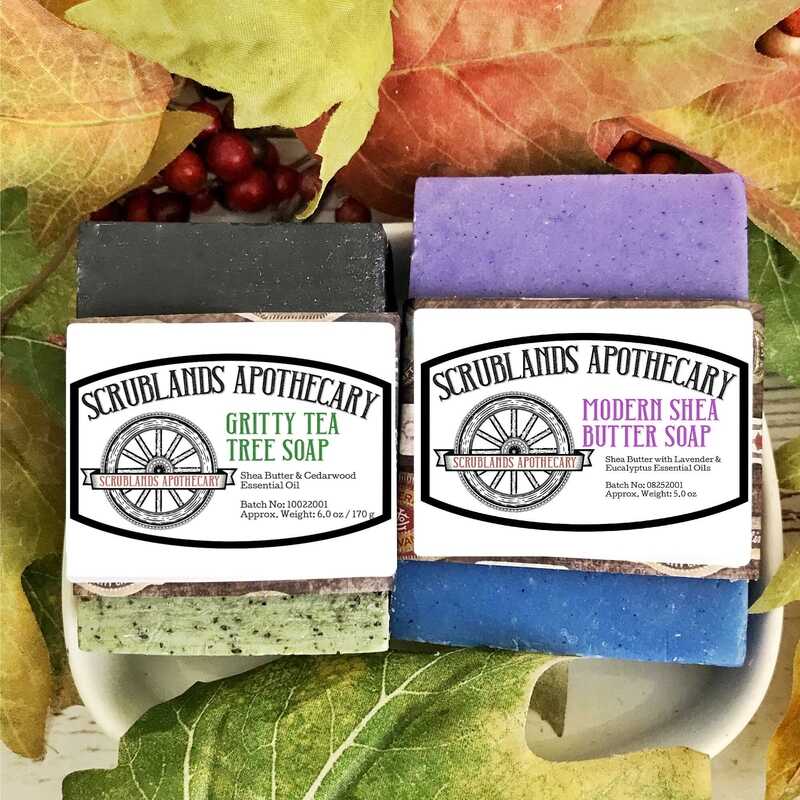 SCRUBLANDS APOTHECARY
GRITTY TEA
TREE SOAP
SCRUBLANDS APOTHECARY
Shea Butter & Cedarwood
Essential Oil
Batch No: 10022001
Approx. Weight: 6.0 oz / 170 g
SCRUBLANDS APOTHECARY
MODERN SHEA
BUTTER SOAP
SCRUBLANDS APOTHECARY
Shea Butter with Lavender &
Eucalyptus Essential Oils
Batch No: 08252001
Approx. Weight: 5.0 oz